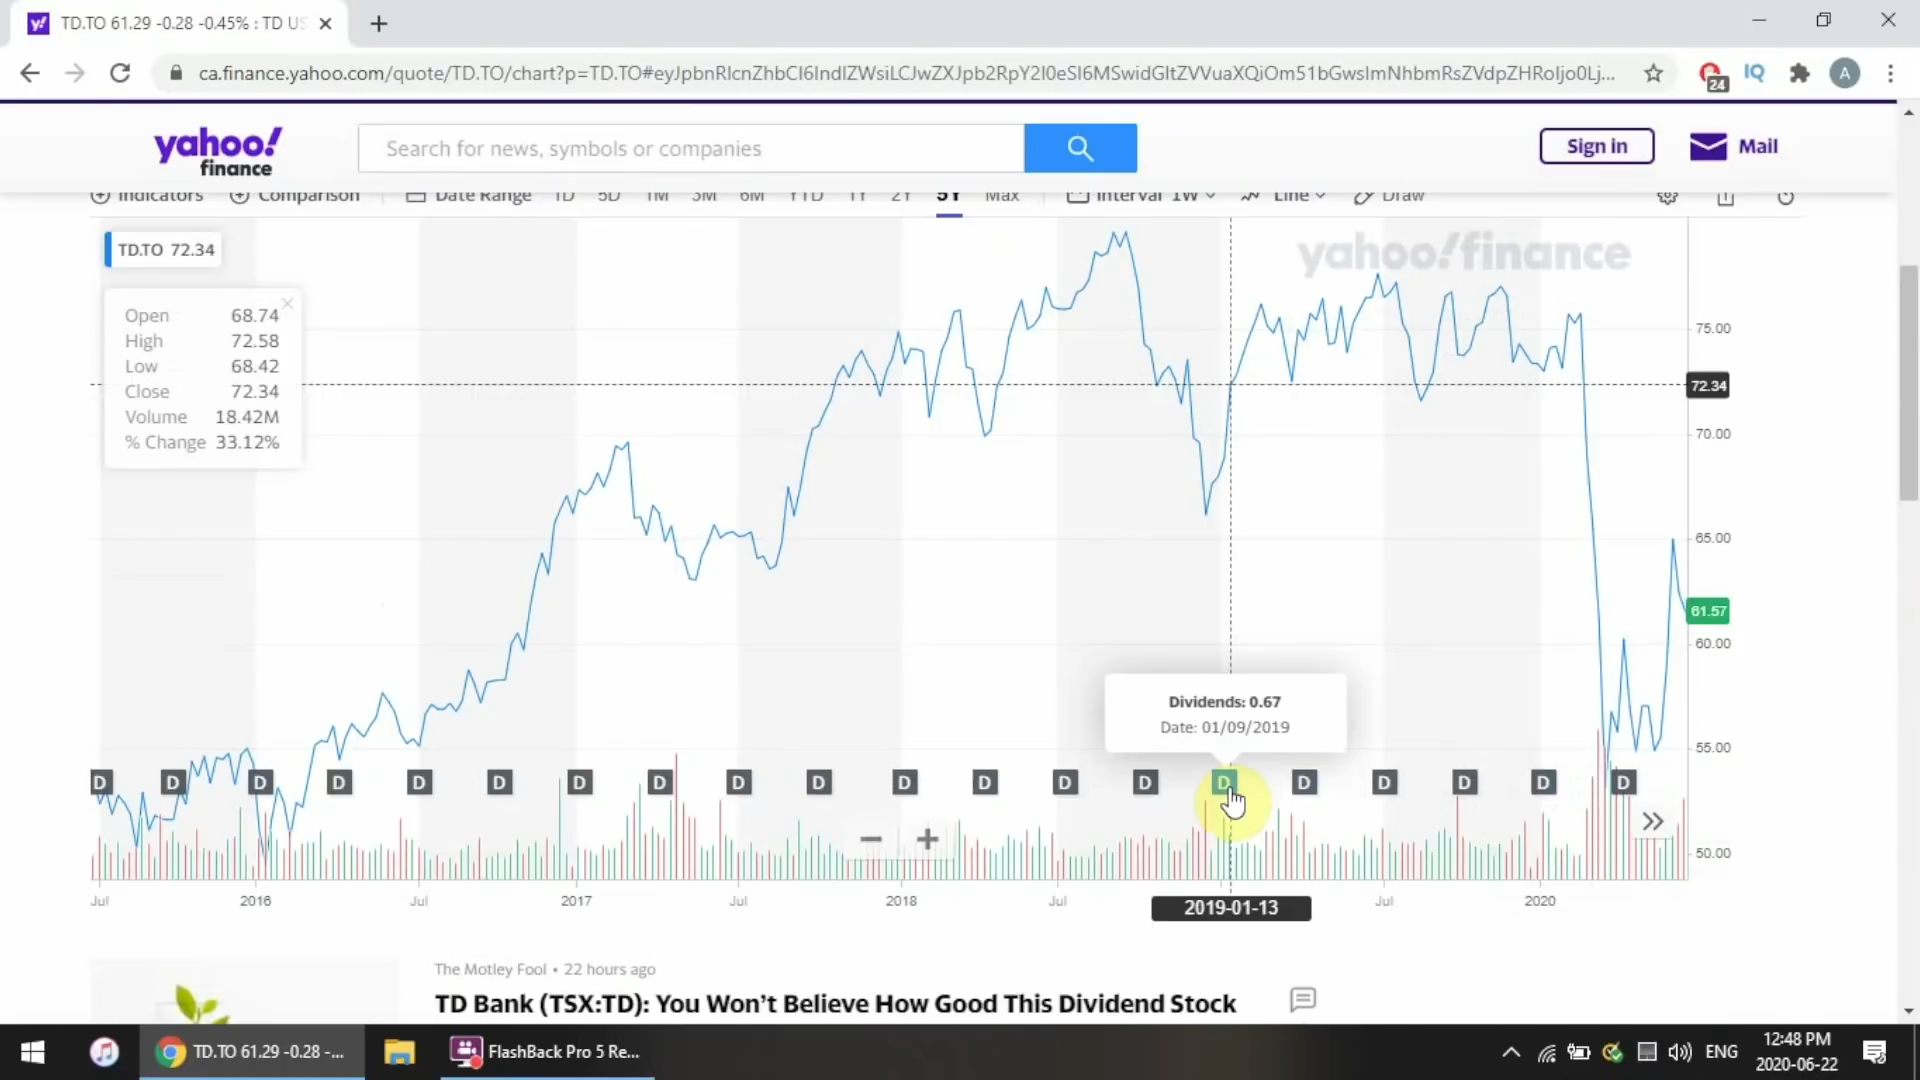 TD.TO 61.29 -0.28 -0.45% : TD US
ca.finance.yahoo.com/quote/TD.TO/chart?p=TD.TO#eyJpbnRlcnZhbCI6IndlZWsiLCJwZXJpb2RpY2l0eSI6MSwidGltZVVuaXQiOm51bGwsImNhbmRsZVdpZHRoIjo0Lj...
24
IQ
A
yahoo!
finance
Search for news, symbols or companies
Sign in
Mail
Indicators
Comparison
Date Range 1D 5D 1M 3M 6M YTD 1Y 2Y 5Y Max
Interval 1W
Line
Draw
TD.TO 72.34
yahoo!finance
Open 68.74
High 72.58
Low 68.42
Close 72.34
Volume 18.42M
% Change 33.12%
75.00
72.34
70.00
65.00
61.57
60.00
55.00
50.00
Dividends: 0.67
Date: 01/09/2019
D D D D D D D D D D D D D D D D D D D D
Jul 2016 Jul 2017 Jul 2018 Jul 2019-01-13 Jul 2020
The Motley Fool • 22 hours ago
TD Bank (TSX:TD): You Won't Believe How Good This Dividend Stock
TD.TO 61.29 -0.28 -...
FlashBack Pro 5 Re...
ENG
12:48 PM
2020-06-22